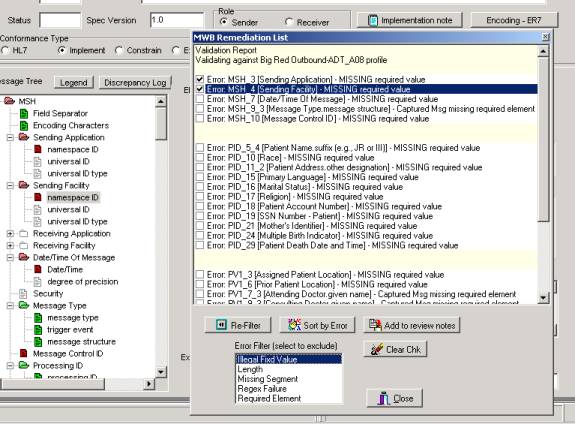 Status
Spec Version
1.0
Role
Sender
Receiver
Implementation note
Encoding - ER7
Conformance Type
HL7
Implement
Constrain
essage Tree
Legend
Discrepancy Log
MSH
Field Separator
Encoding Characters
Sending Application
namespace ID
universal ID
universal ID type
Sending Facility
namespace ID
universal ID
universal ID type
Receiving Application
Receiving Facility
Date/Time Of Message
Date/Time
degree of precision
Security
Message Type
message type
trigger event
message structure
Message Control ID
Processing ID
processing ID
MWB Remediation List
Validation Report
Validating against Big Red Outbound-ADT_A08 profile
Error: MSH_3 [Sending Application] - MISSING required value
Error: MSH_4 [Sending Facility] - MISSING required value
Error: MSH_7 [Date/Time Of Message] - MISSING required value
Error: MSH_9_3 [Message Type.message structure] - Captured Msg missing required element
Error: MSH_10 [Message Control ID] - MISSING required value
Error: PID_5_4 [Patient Name.suffix (e.g., JR or III)] - MISSING required value
Error: PID_10 [Race] - MISSING required value
Error: PID_11_2 [Patient Address.other designation] - MISSING required value
Error: PID_15 [Primary Language] - MISSING required value
Error: PID_16 [Marital Status] - MISSING required value
Error: PID_17 [Religion] - MISSING required value
Error: PID_18 [Patient Account Number] - MISSING required value
Error: PID_19 [SSN Number - Patient] - MISSING required value
Error: PID_21 [Mother's Identifier] - MISSING required value
Error: PID_24 [Multiple Birth Indicator] - MISSING required value
Error: PID_29 [Patient Death Date and Time] - MISSING required value
Error: PV1_3 [Assigned Patient Location] - MISSING required value
Error: PV1_6 [Prior Patient Location] - MISSING required value
Error: PV1_7_3 [Attending Doctor.given name] - Captured Msg missing required element
Error: PV1_9_3 [Consulting Doctor.given name] - Captured Msg missing required element
Re-Filter
Sort by Error
Add to review notes
Error Filter (select to exclude)
Clear Chk
Illegal Fixd Value
Length
Missing Segment
Regex Failure
Required Element
Close